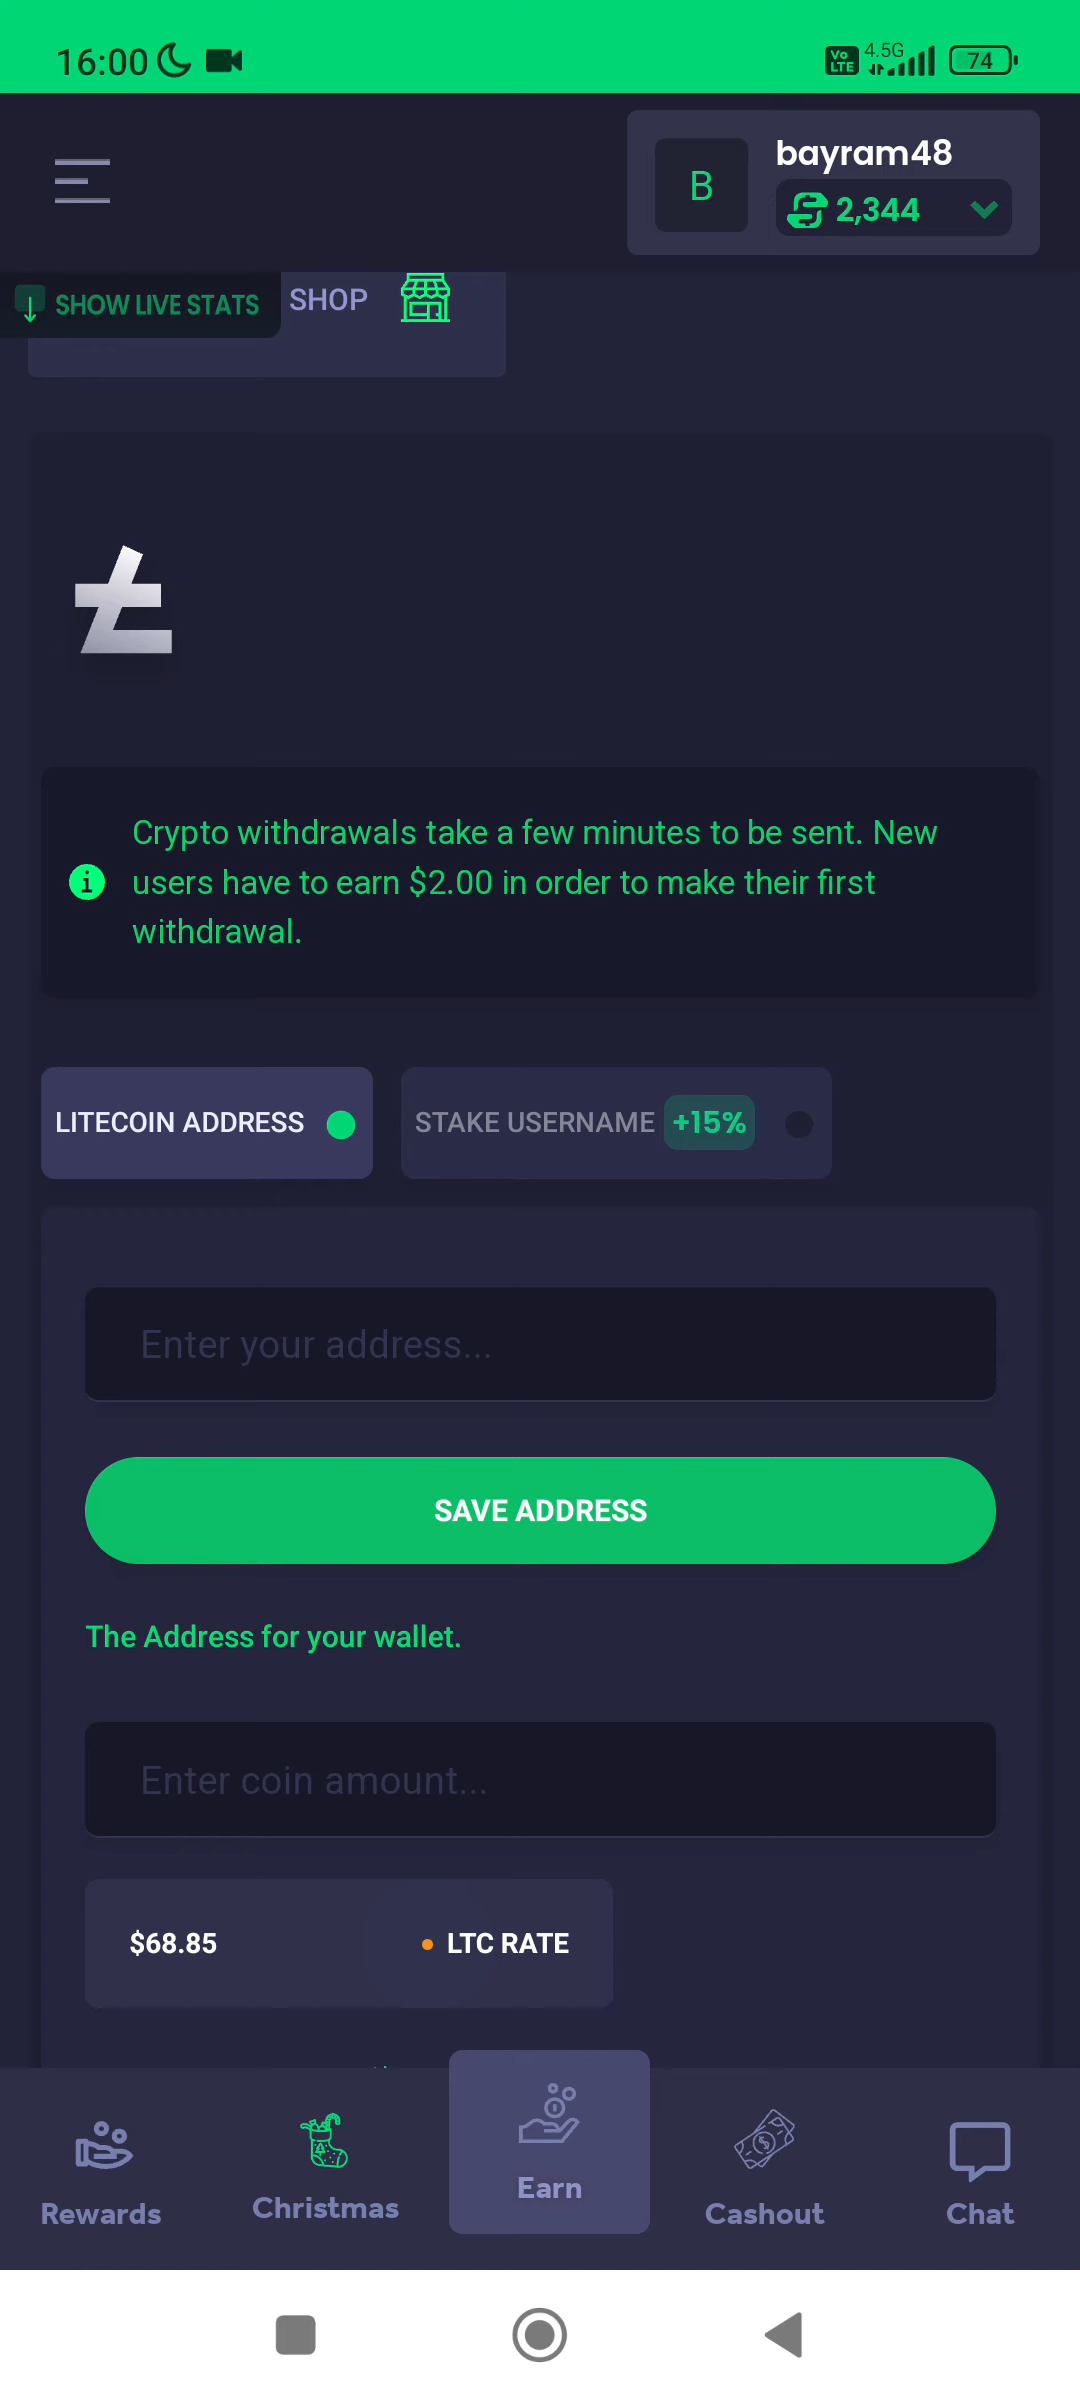 16:00
Vo LTE 4.5G 74
bayram48
B
2,344
SHOW LIVE STATS
SHOP
Crypto withdrawals take a few minutes to be sent. New
users have to earn $2.00 in order to make their first
withdrawal.
LITECOIN ADDRESS
STAKE USERNAME +15%
Enter your address...
SAVE ADDRESS
The Address for your wallet.
Enter coin amount...
$68.85
LTC RATE
Rewards
Christmas
Earn
Cashout
Chat